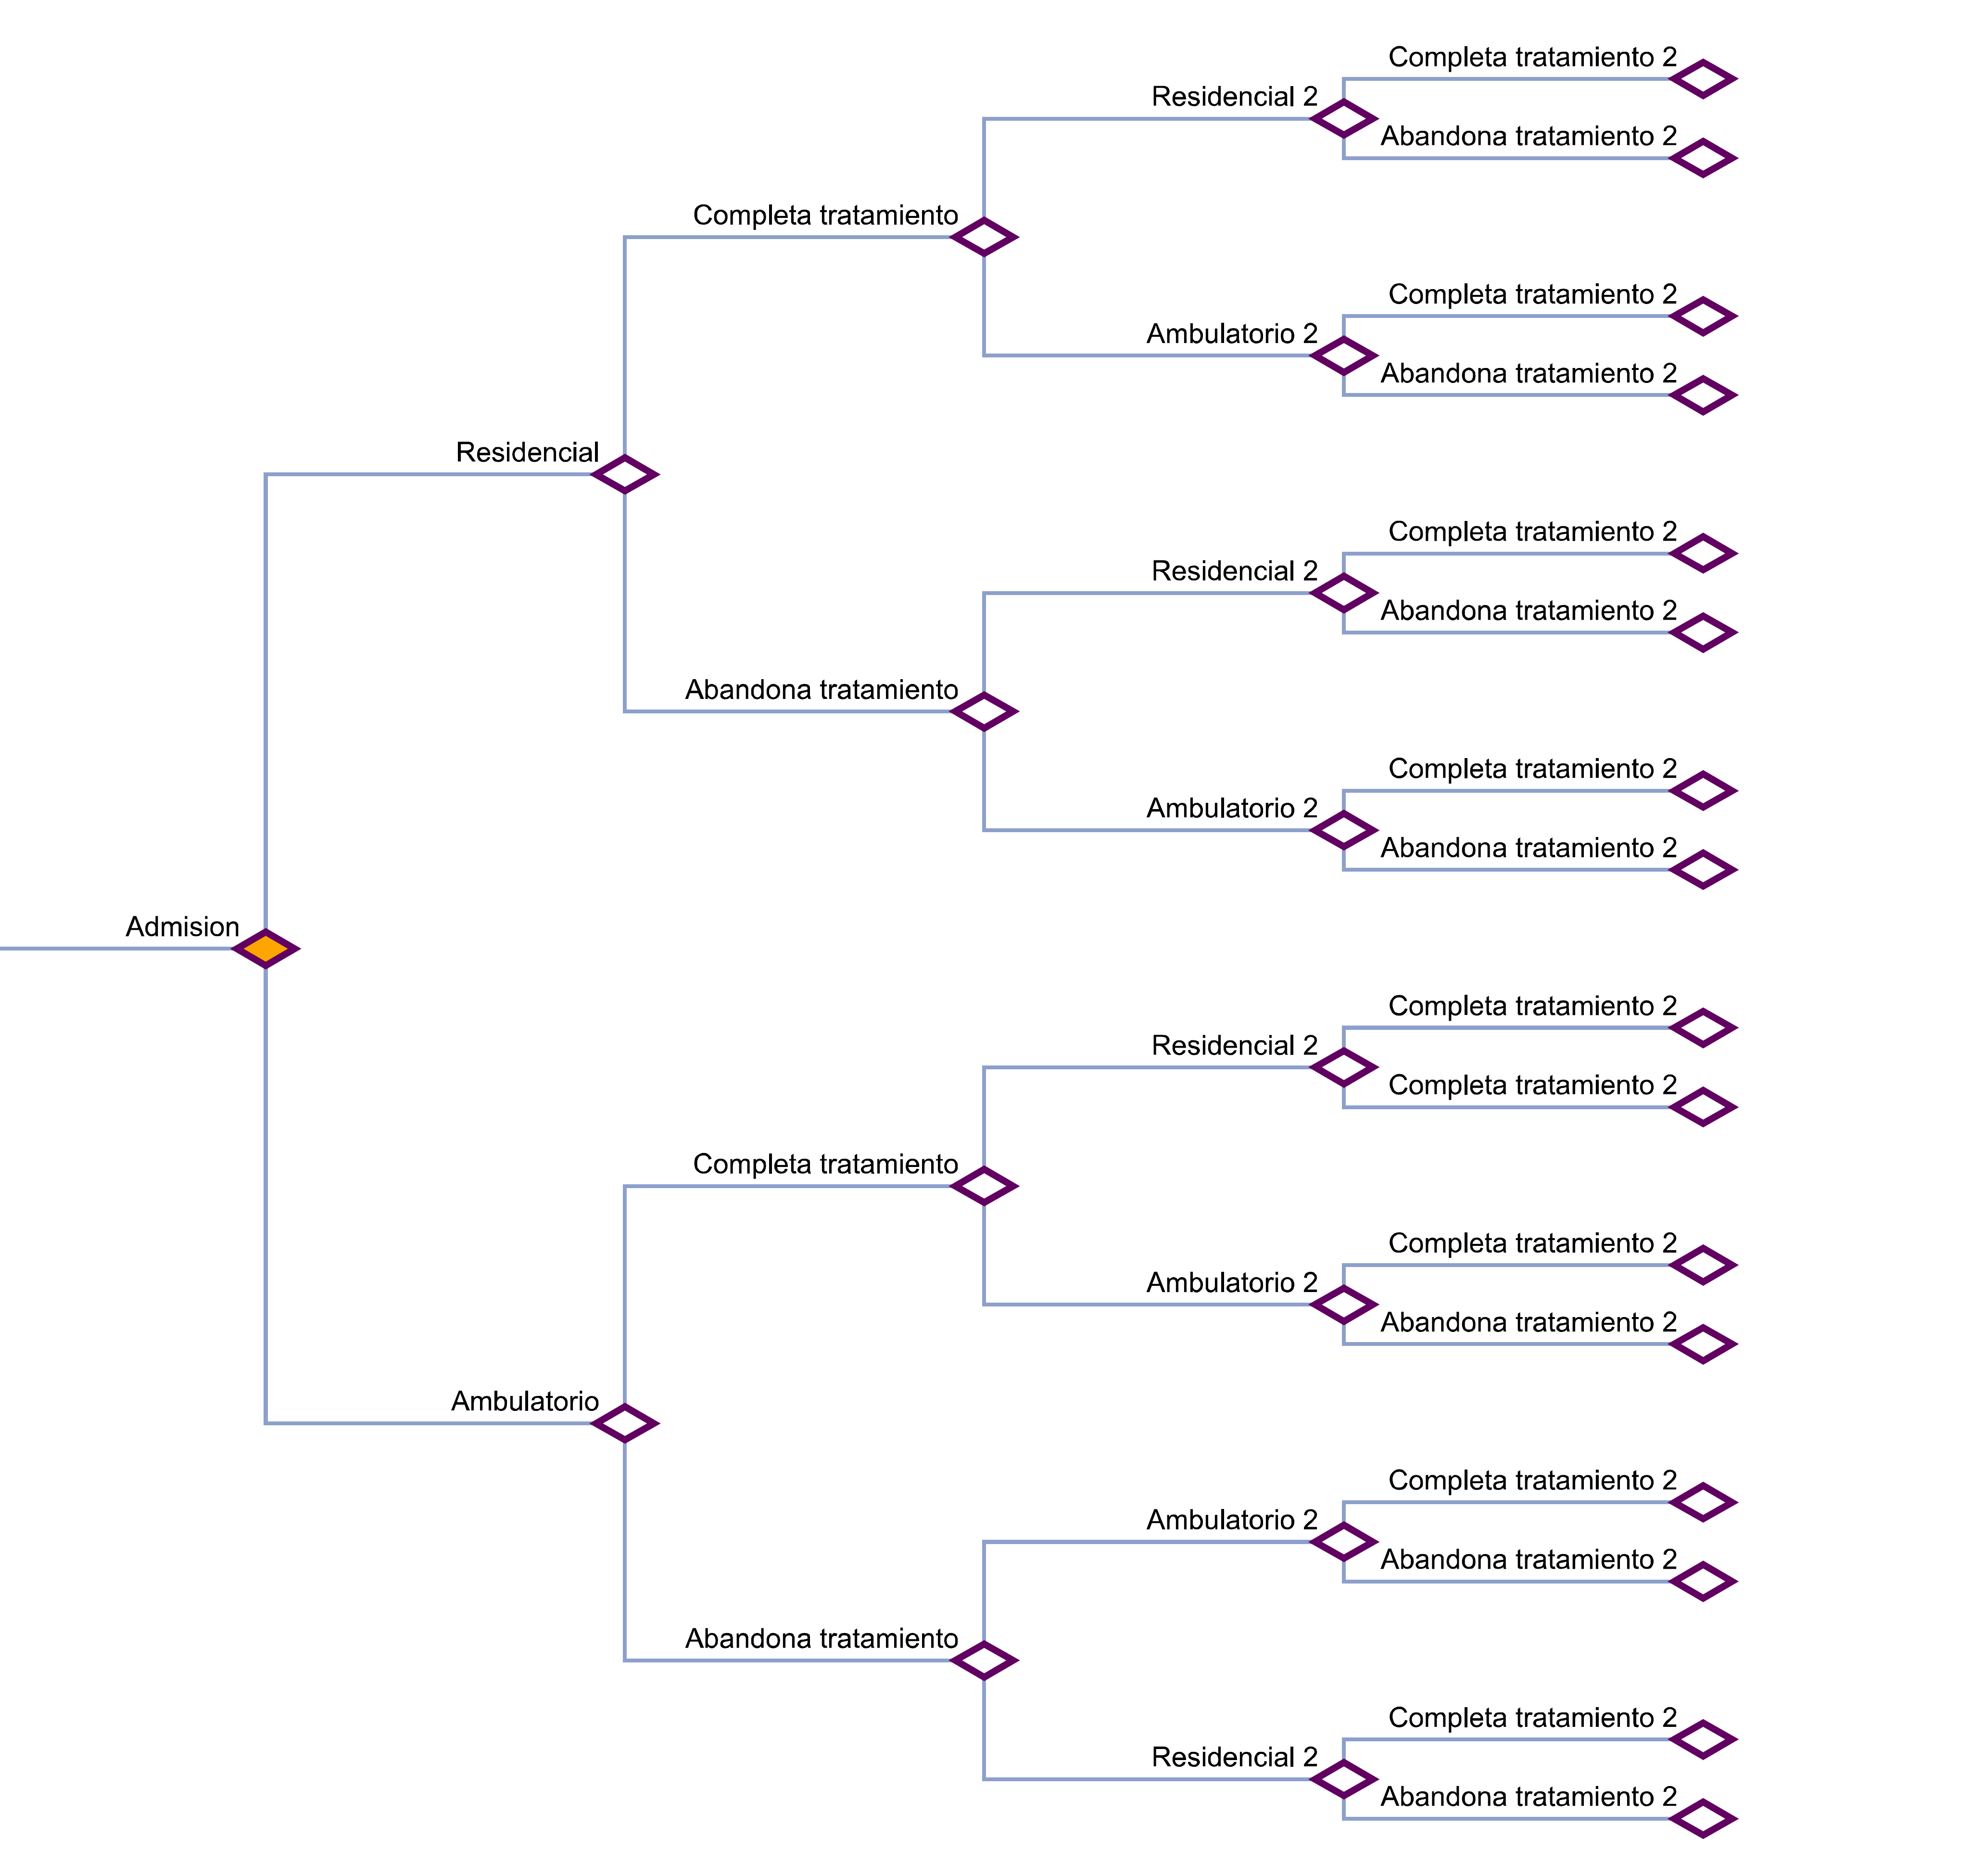 Completa tratamiento 2
Residencial 2
Abandona tratamiento 2
Completa tratamiento
Completa tratamiento 2
Ambulatorio 2
Abandona tratamiento 2
Residencial
Completa tratamiento 2
Residencial 2
Abandona tratamiento 2
Abandona tratamiento
Completa tratamiento 2
Ambulatorio 2
Abandona tratamiento 2
Admision
Completa tratamiento 2
Residencial 2
Completa tratamiento 2
Completa tratamiento
Completa tratamiento 2
Ambulatorio 2
Abandona tratamiento 2
Ambulatorio
Completa tratamiento 2
Ambulatorio 2
Abandona tratamiento 2
Abandona tratamiento
Completa tratamiento 2
Residencial 2
Abandona tratamiento 2